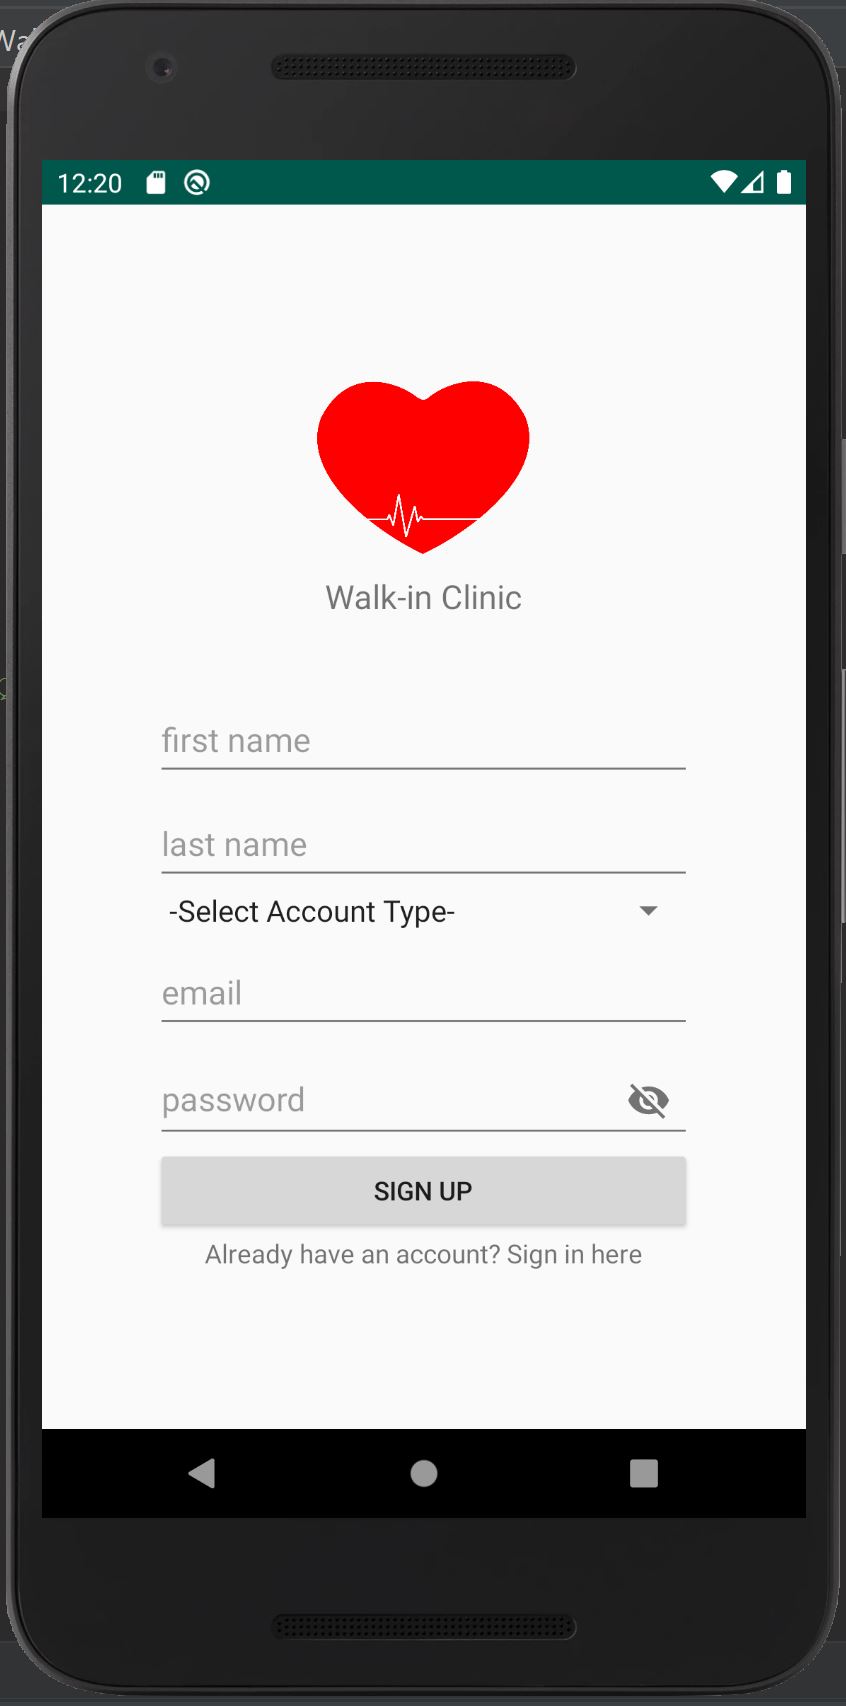 Wa
12:20
Walk-in Clinic
first name
last name
-Select Account Type-
email
password
SIGN UP
Already have an account? Sign in here